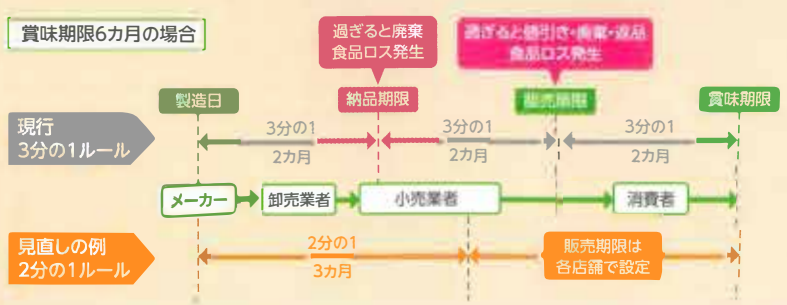 賞味期限6カ月の場合
過ぎると廃棄
食品ロス発生
過ぎると値引き・廃棄・返品
食品ロス発生
製造日
納品期限
販売期限
賞味期限
現行
3分の1ルール
3分の1
2カ月
3分の1
2カ月
3分の1
2カ月
メーカー
卸売業者
小売業者
消費者
見直しの例
2分の1ルール
2分の1
3カ月
販売期限は
各店舗で設定